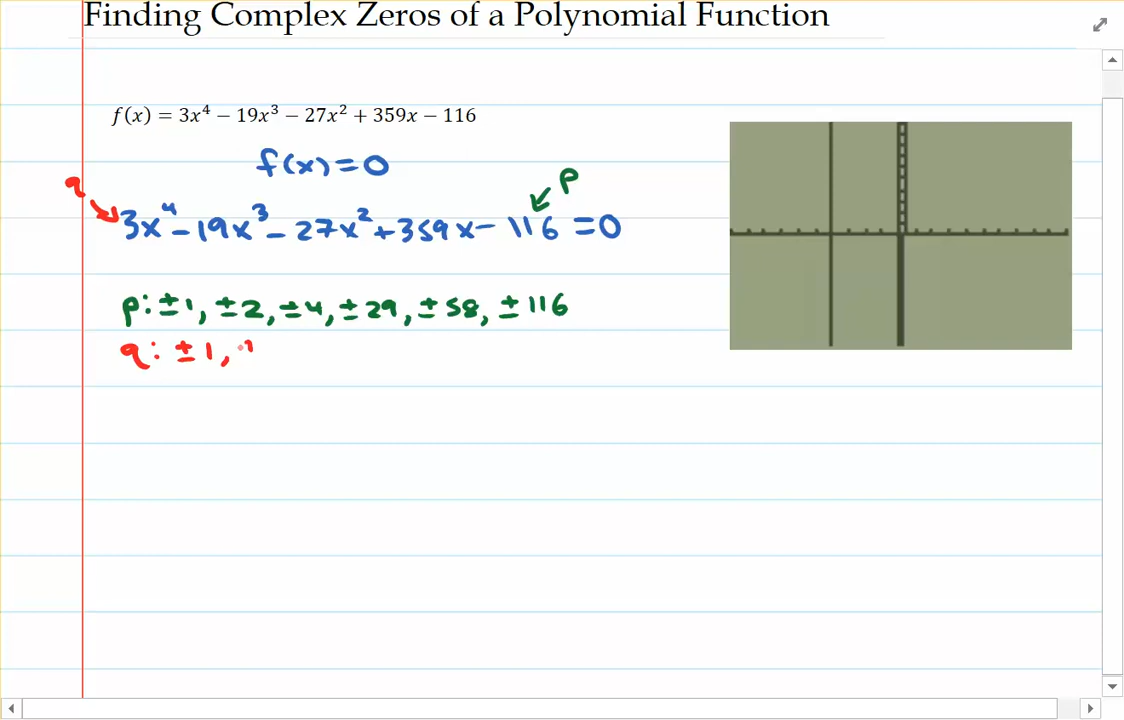 Finding Complex Zeros of a Polynomial Function
f(x) = 3x⁴ − 19x³ − 27x² + 359x − 116
f(x) = 0
q
p
3x⁴ − 19x³ − 27x² + 359x − 116 = 0
p: ±1, ±2, ±4, ±29, ±58, ±116
q: ±1,